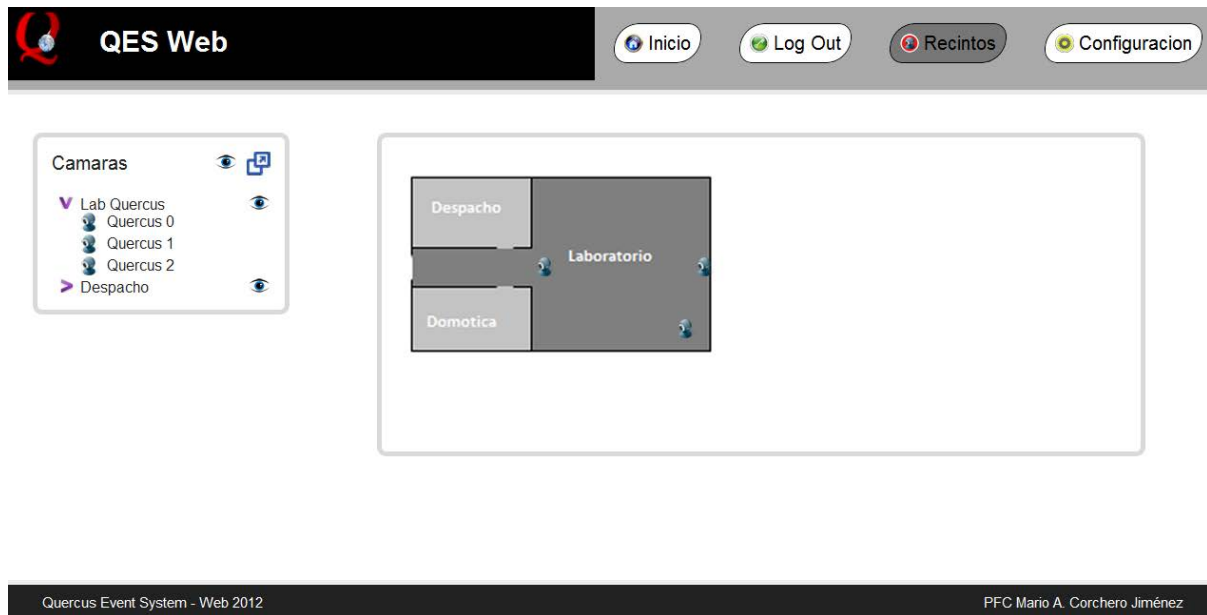 QES Web
Inicio
Log Out
Recintos
Configuracion
Camaras
Lab Quercus
Quercus 0
Quercus 1
Quercus 2
Despacho
Despacho
Laboratorio
Domotica
Quercus Event System - Web 2012
PFC Mario A. Corchero Jiménez